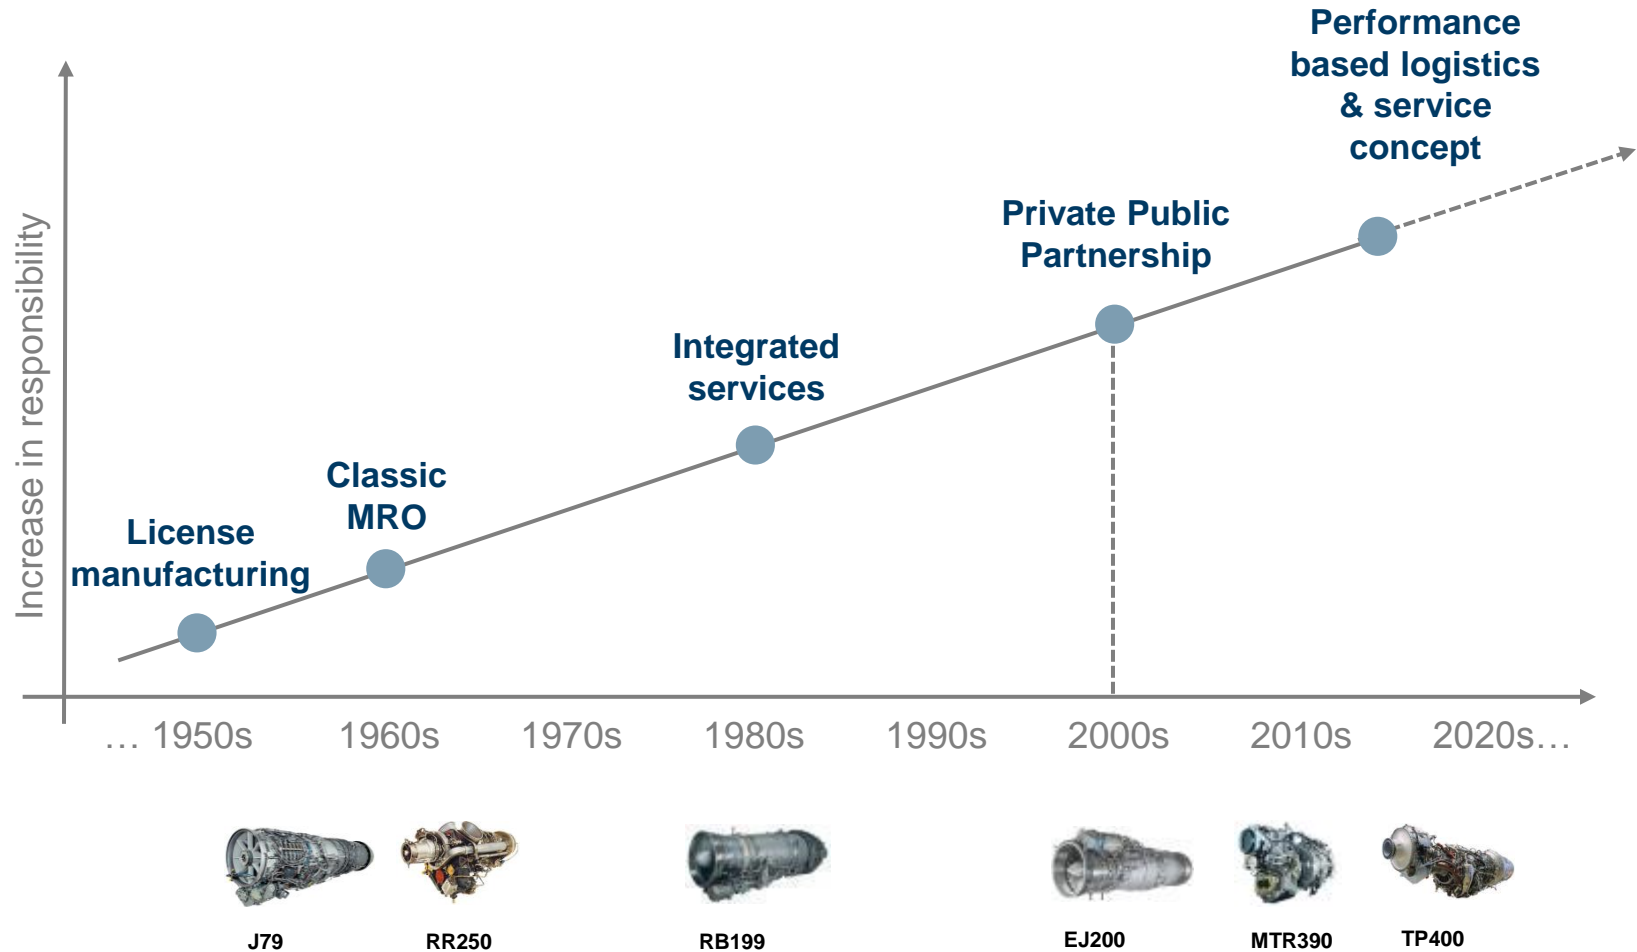 Performance
based logistics
& service
concept
Private Public
Partnership
Integrated
services
Classic
MRO
License
manufacturing
Increase in responsibility
… 1950s 1960s 1970s 1980s 1990s 2000s 2010s 2020s…
J79 RR250 RB199 EJ200 MTR390 TP400